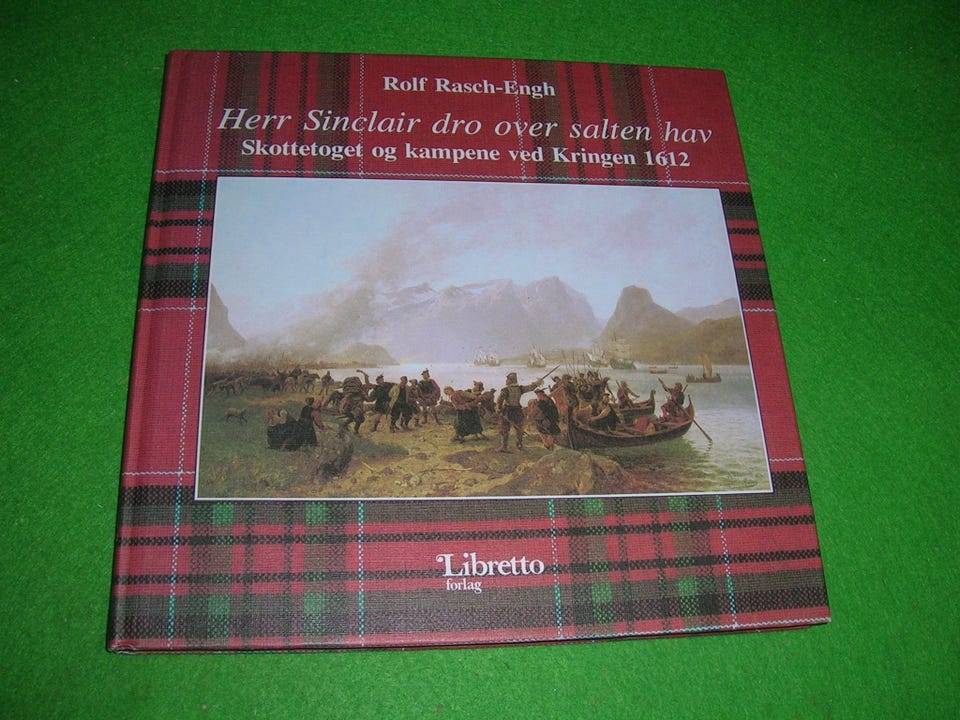 Rolf Rasch-Engh
Herr Sinclair dro over salten hav
Skottetoget og kampene ved Kringen 1612
Libretto
forlag